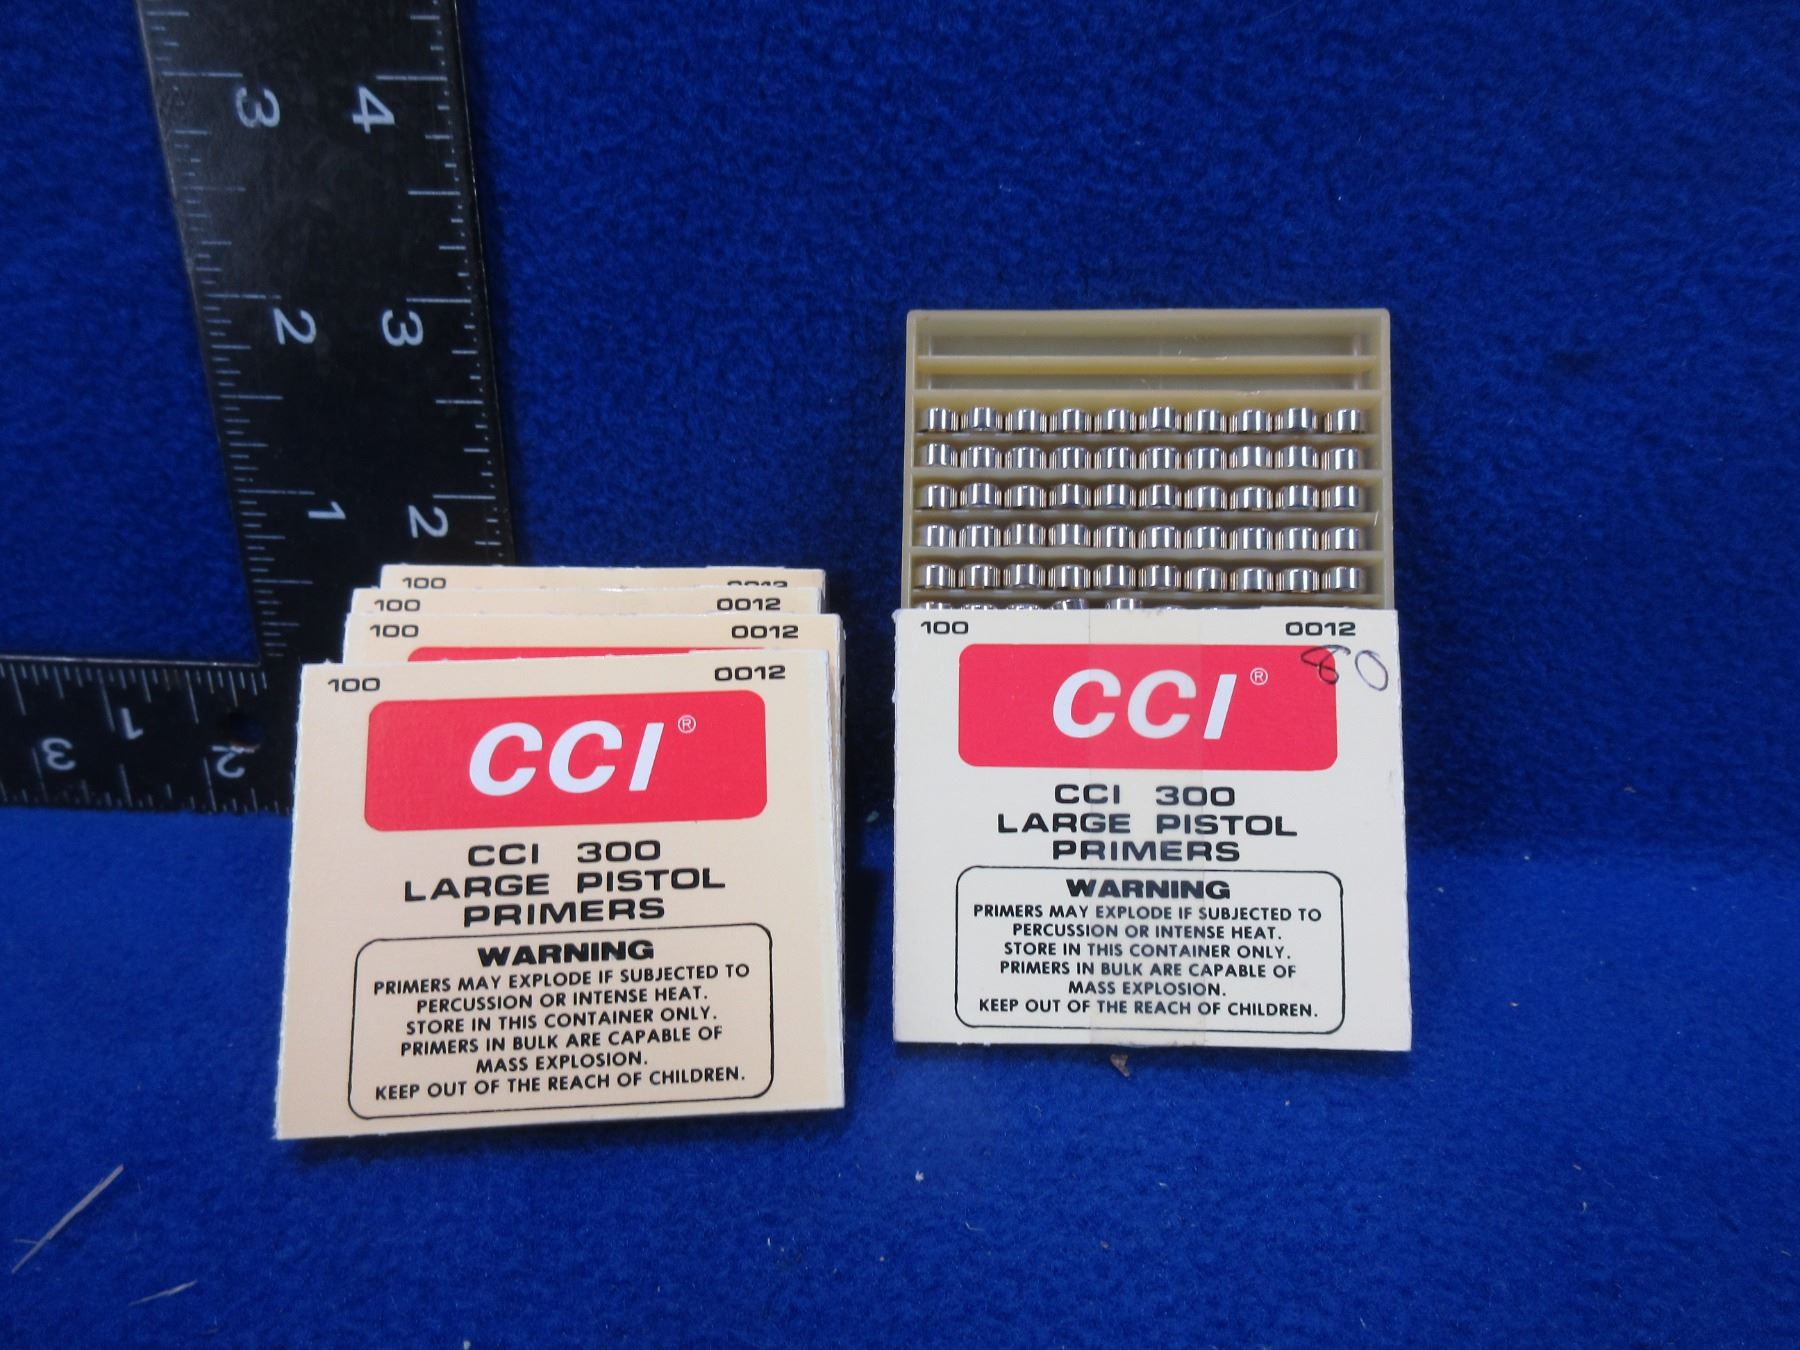 3 4
2 3
1 2
1
3 2
100 0012
100 0012
100 0012
100 0012
CCI®
CCI 300
LARGE PISTOL
PRIMERS
WARNING
PRIMERS MAY EXPLODE IF SUBJECTED TO
PERCUSSION OR INTENSE HEAT.
STORE IN THIS CONTAINER ONLY.
PRIMERS IN BULK ARE CAPABLE OF
MASS EXPLOSION.
KEEP OUT OF THE REACH OF CHILDREN.
100 0012
80
CCI®
CCI 300
LARGE PISTOL
PRIMERS
WARNING
PRIMERS MAY EXPLODE IF SUBJECTED TO
PERCUSSION OR INTENSE HEAT.
STORE IN THIS CONTAINER ONLY.
PRIMERS IN BULK ARE CAPABLE OF
MASS EXPLOSION.
KEEP OUT OF THE REACH OF CHILDREN.